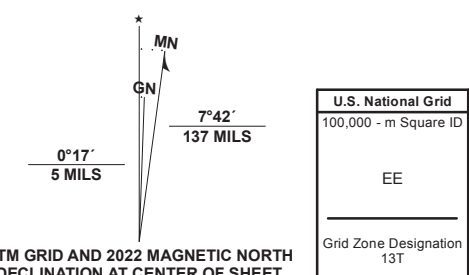 ★
MN
GN
7°42´
137 MILS
0°17´
5 MILS
TM GRID AND 2022 MAGNETIC NORTH
DECLINATION AT CENTER OF SHEET
U.S. National Grid
100,000 - m Square ID
EE
Grid Zone Designation
13T